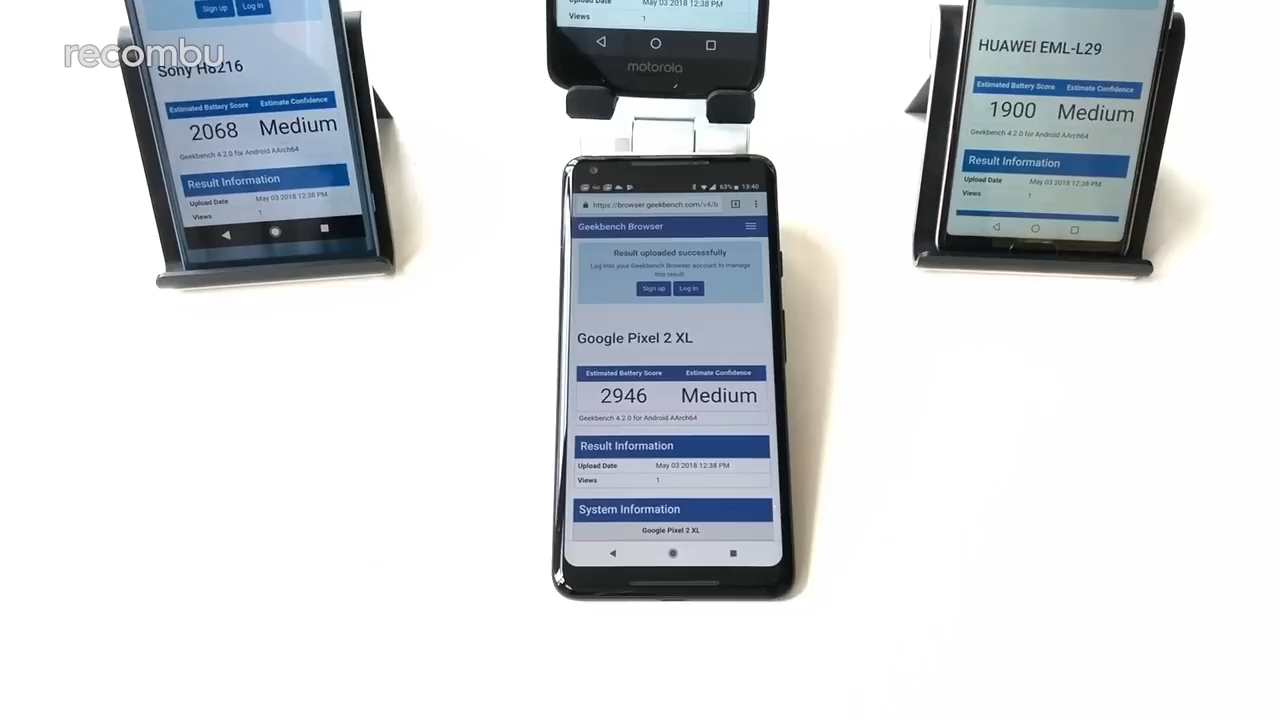 recombu
Sign up Log in
Sony H8216
Estimated Battery Score Estimate Confidence
2068 Medium
Geekbench 4.2.0 for Android AArch64
Result Information
Upload Date May 03 2018 12:38 PM
Views 1
Upload Date May 03 2018 12:38 PM
Views 1
motorola
63% 13:40
https://browser.geekbench.com/v4/b
Geekbench Browser
Result uploaded successfully
Log into your Geekbench Browser account to manage
this result
Sign up Log in
Google Pixel 2 XL
Estimated Battery Score Estimate Confidence
2946 Medium
Geekbench 4.2.0 for Android AArch64
Result Information
Upload Date May 03 2018 12:38 PM
Views 1
System Information
Google Pixel 2 XL
HUAWEI EML-L29
Estimated Battery Score Estimate Confidence
1900 Medium
Geekbench 4.2.0 for Android AArch64
Result Information
Upload Date May 03 2018 12:38 PM
Views 1